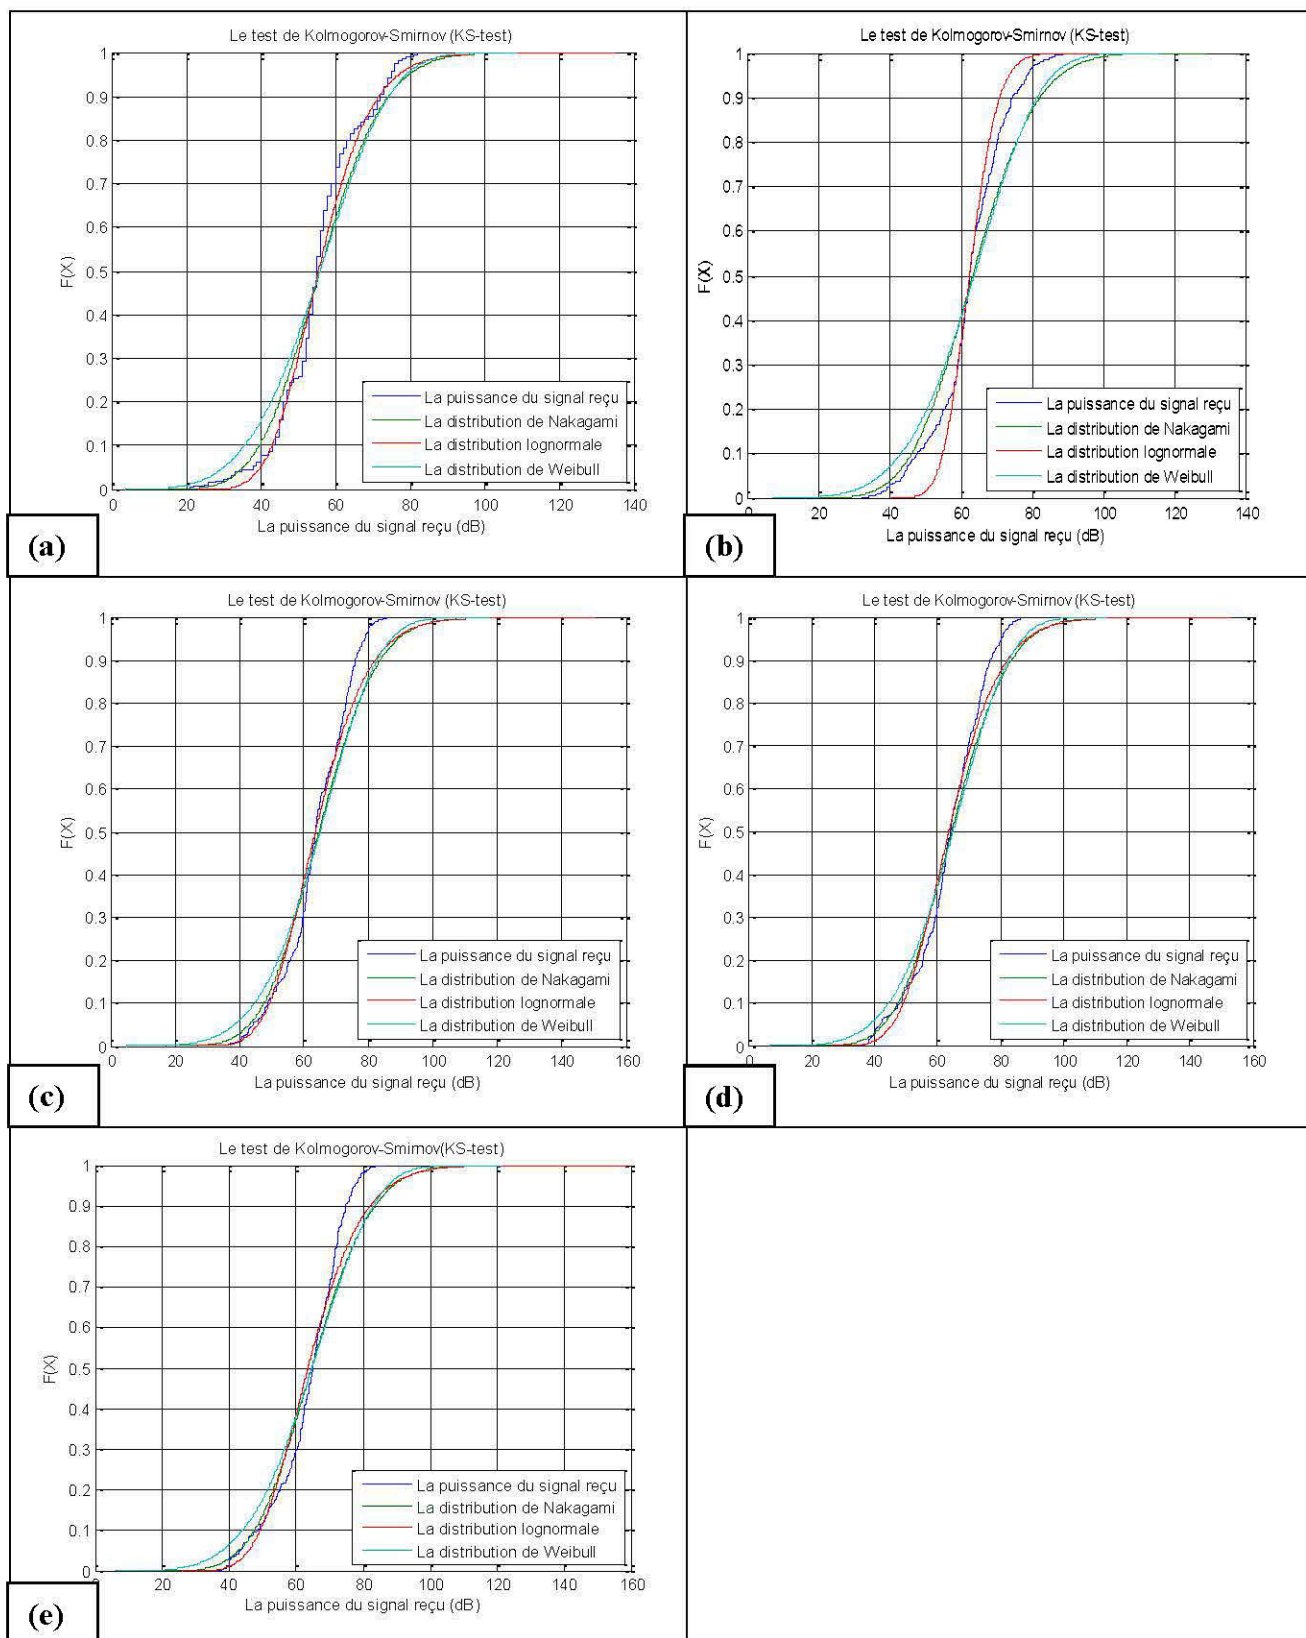 Le test de Kolmogorov-Smirnov (KS-test)
1
0.9
0.8
0.7
0.6
0.5
0.4
0.3
0.2
0.1
0
F(X)
La puissance du signal reçu
La distribution de Nakagami
La distribution lognormale
La distribution de Weibull
0 20 40 60 80 100 120 140
La puissance du signal reçu (dB)
(a)
Le test de Kolmogorov-Smirnov (KS-test)
1
0.9
0.8
0.7
0.6
0.5
0.4
0.3
0.2
0.1
0
F(X)
La puissance du signal reçu
La distribution de Nakagami
La distribution lognormale
La distribution de Weibull
20 40 60 80 100 120 140
La puissance du signal reçu (dB)
(b)
Le test de Kolmogorov-Smirnov (KS-test)
1
0.9
0.8
0.7
0.6
0.5
0.4
0.3
0.2
0.1
0
F(X)
La puissance du signal reçu
La distribution de Nakagami
La distribution lognormale
La distribution de Weibull
0 20 40 60 80 100 120 140 160
La puissance du signal reçu (dB)
(c)
Le test de Kolmogorov-Smirnov (KS-test)
1
0.9
0.8
0.7
0.6
0.5
0.4
0.3
0.2
0.1
0
F(X)
La puissance du signal reçu
La distribution de Nakagami
La distribution lognormale
La distribution de Weibull
0 20 40 60 80 100 120 140 160
La puissance du signal reçu (dB)
(d)
Le test de Kolmogorov-Smirnov(KS-test)
1
0.9
0.8
0.7
0.6
0.5
0.4
0.3
0.2
0.1
0
F(X)
La puissance du signal reçu
La distribution de Nakagami
La distribution lognormale
La distribution de Weibull
0 20 40 60 80 100 120 140 160
La puissance du signal reçu (dB)
(e)